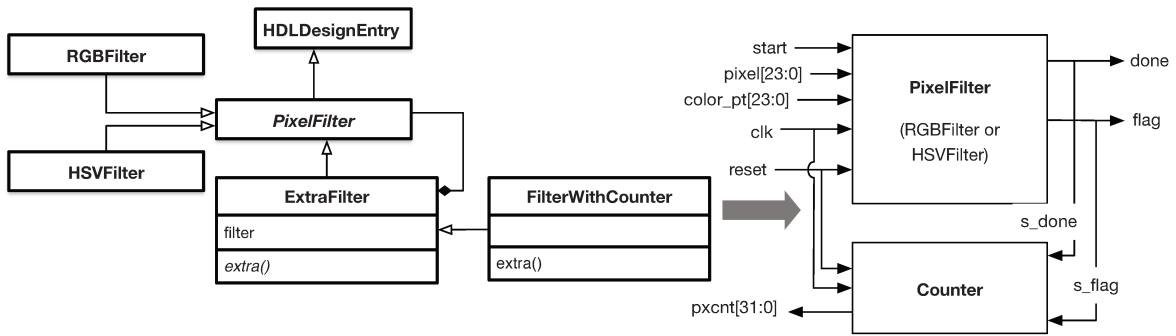 HDLDesignEntry
RGBFilter
PixelFilter
HSVFilter
ExtraFilter
filter
extra()
FilterWithCounter
extra()
start
pixel[23:0]
color_pt[23:0]
clk
reset
PixelFilter
(RGBFilter or
HSVFilter)
done
flag
s_done
s_flag
Counter
pxcnt[31:0]